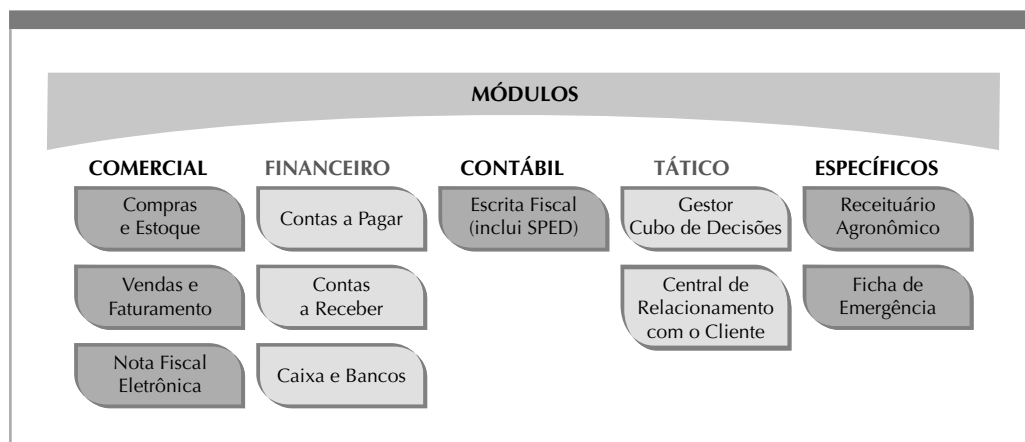 MÓDULOS
COMERCIAL
Compras
e Estoque
Vendas e
Faturamento
Nota Fiscal
Eletrônica
FINANCEIRO
Contas a Pagar
Contas
a Receber
Caixa e Bancos
CONTÁBIL
Escrita Fiscal
(inclui SPED)
TÁTICO
Gestor
Cubo de Decisões
Central de
Relacionamento
com o Cliente
ESPECÍFICOS
Receituário
Agronômico
Ficha de
Emergência